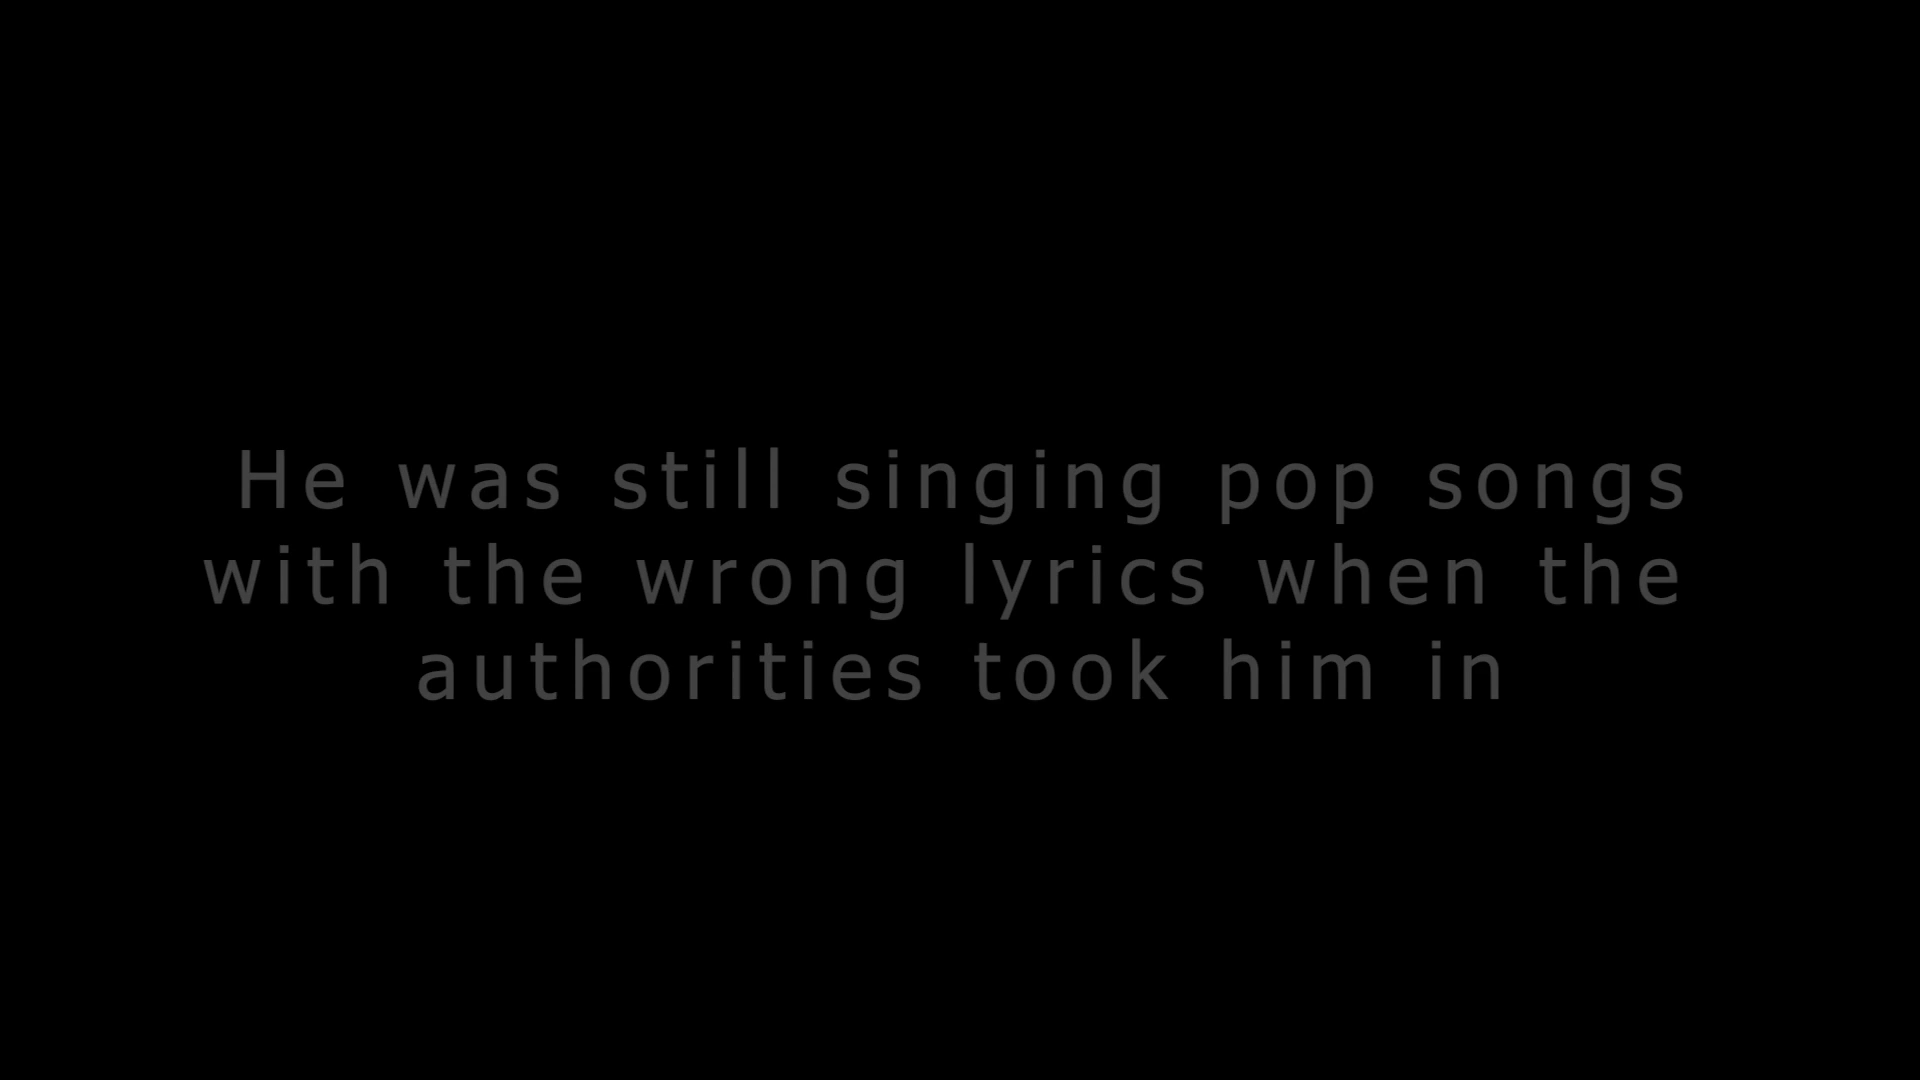 He was still singing pop songs
with the wrong lyrics when the
authorities took him in